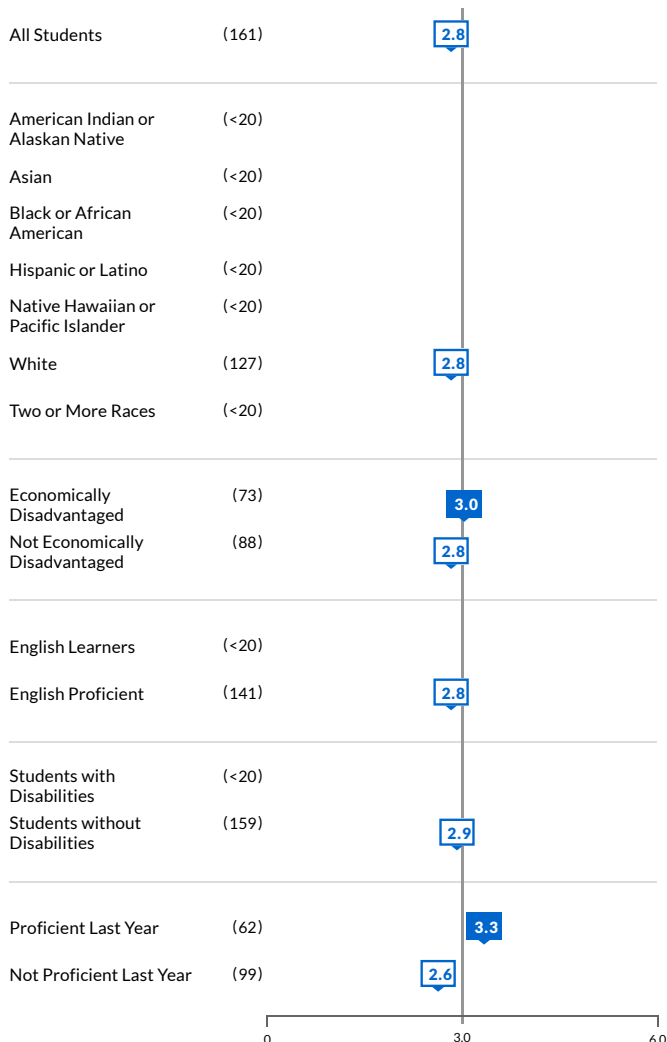 All Students (161) 2.8
American Indian or (<20)
Alaskan Native
Asian (<20)
Black or African (<20)
American
Hispanic or Latino (<20)
Native Hawaiian or (<20)
Pacific Islander
White (127) 2.8
Two or More Races (<20)
Economically (73) 3.0
Disadvantaged
Not Economically (88) 2.8
Disadvantaged
English Learners (<20)
English Proficient (141) 2.8
Students with (<20)
Disabilities
Students without (159) 2.9
Disabilities
Proficient Last Year (62) 3.3
Not Proficient Last Year (99) 2.6
0 3.0 6.0